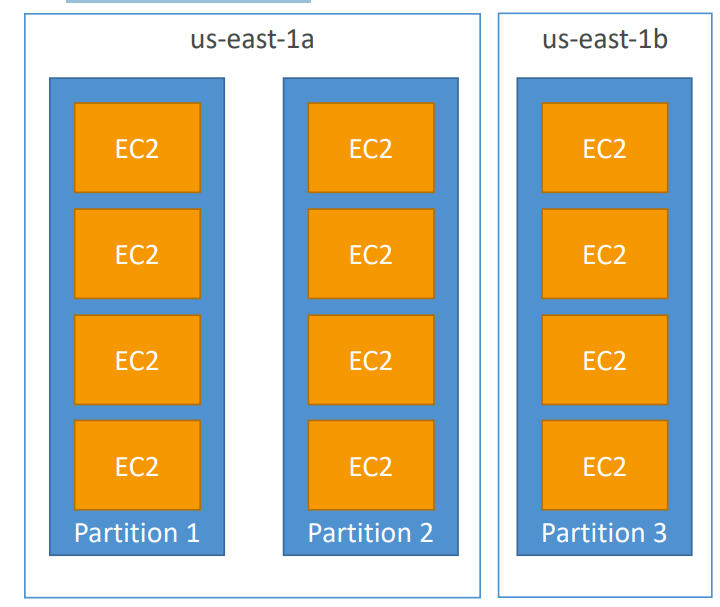 us-east-1a
us-east-1b
EC2
EC2
EC2
EC2
Partition 1
EC2
EC2
EC2
EC2
Partition 2
EC2
EC2
EC2
EC2
Partition 3